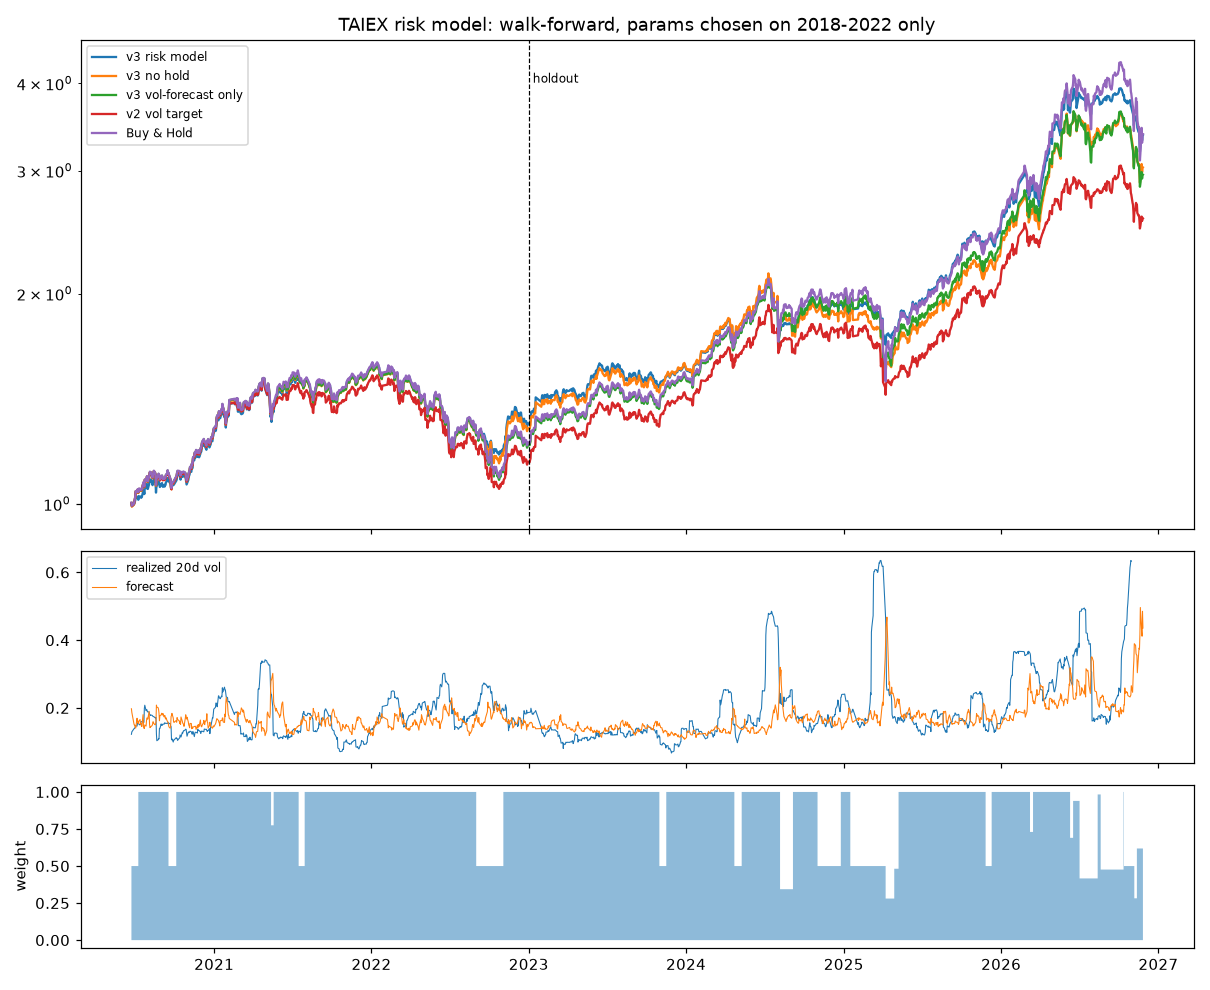 TAIEX risk model: walk-forward, params chosen on 2018-2022 only
v3 risk model
v3 no hold
v3 vol-forecast only
v2 vol target
Buy & Hold
holdout
4 × 10⁰
3 × 10⁰
2 × 10⁰
10⁰
realized 20d vol
forecast
0.6
0.4
0.2
weight
1.00
0.75
0.50
0.25
0.00
2021 2022 2023 2024 2025 2026 2027